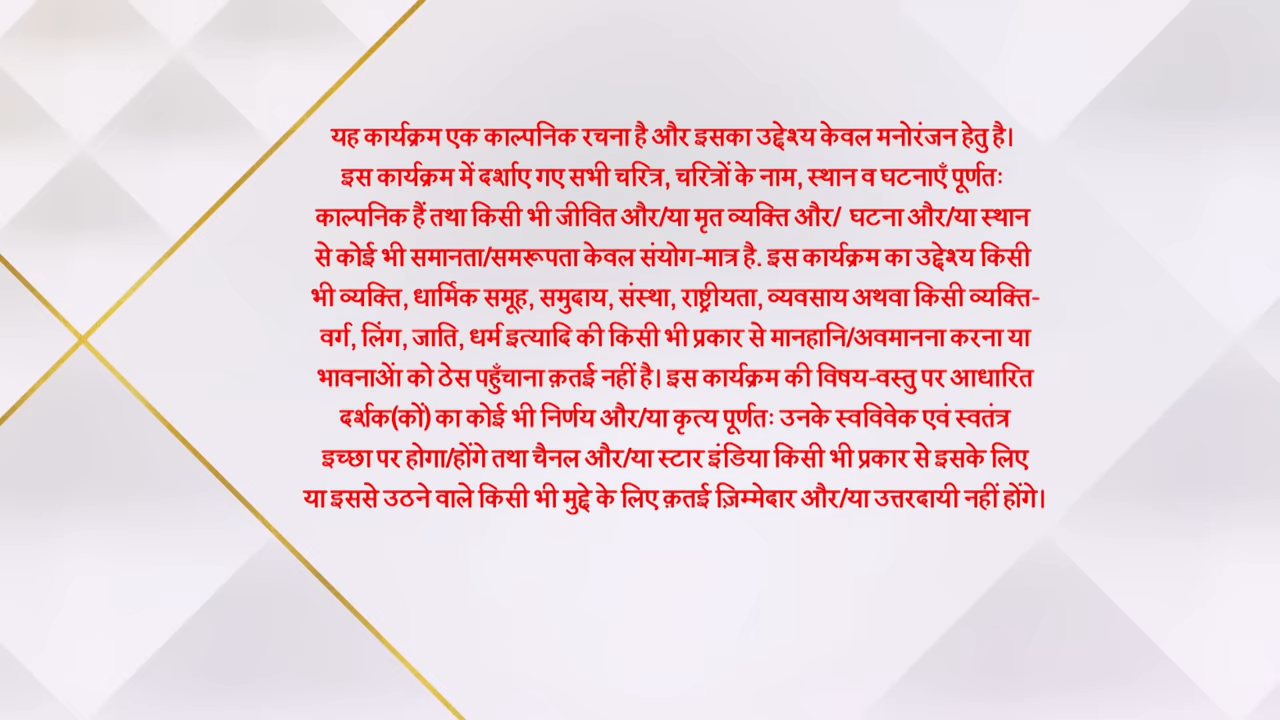 यह कार्यक्रम एक काल्पनिक रचना है और इसका उद्देश्य केवल मनोरंजन हेतु है।
इस कार्यक्रम में दर्शाए गए सभी चरित्र, चरित्रों के नाम, स्थान व घटनाएँ पूर्णतः
काल्पनिक हैं तथा किसी भी जीवित और/या मृत व्यक्ति और/ घटना और/या स्थान
से कोई भी समानता/समरूपता केवल संयोग-मात्र है. इस कार्यक्रम का उद्देश्य किसी
भी व्यक्ति, धार्मिक समूह, समुदाय, संस्था, राष्ट्रीयता, व्यवसाय अथवा किसी व्यक्ति-
वर्ग, लिंग, जाति, धर्म इत्यादि की किसी भी प्रकार से मानहानि/अवमानना करना या
भावनाओं को ठेस पहुँचाना क़तई नहीं है। इस कार्यक्रम की विषय-वस्तु पर आधारित
दर्शक(कों) का कोई भी निर्णय और/या कृत्य पूर्णतः उनके स्वविवेक एवं स्वतंत्र
इच्छा पर होगा/होंगे तथा चैनल और/या स्टार इंडिया किसी भी प्रकार से इसके लिए
या इससे उठने वाले किसी भी मुद्दे के लिए क़तई ज़िम्मेदार और/या उत्तरदायी नहीं होंगे।